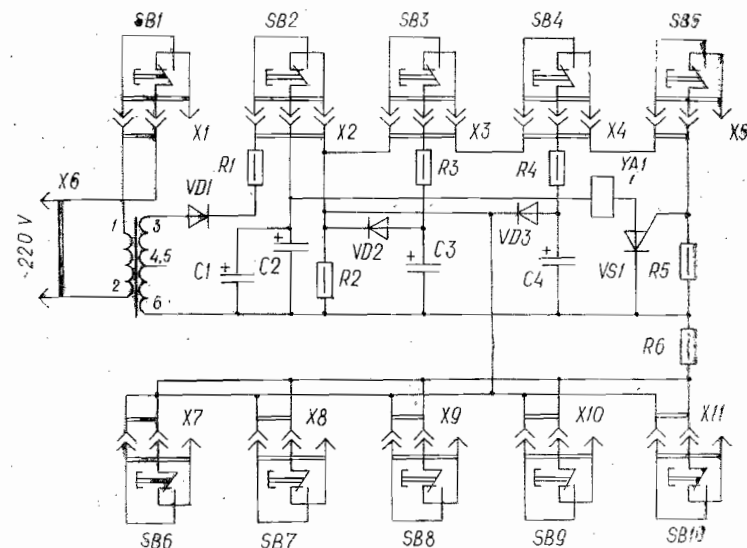 SB1 SB2 SB3 SB4 SB5
X1 X2 X3 X4 X5
R1 R3 R4 YA1
X6 VD1
~220 V
1 3
4,5
2 6
C1 C2 R2 VD2 C3 VD3 C4 VS1 R5
R6
X7 X8 X9 X10 X11
SB6 SB7 SB8 SB9 SB10